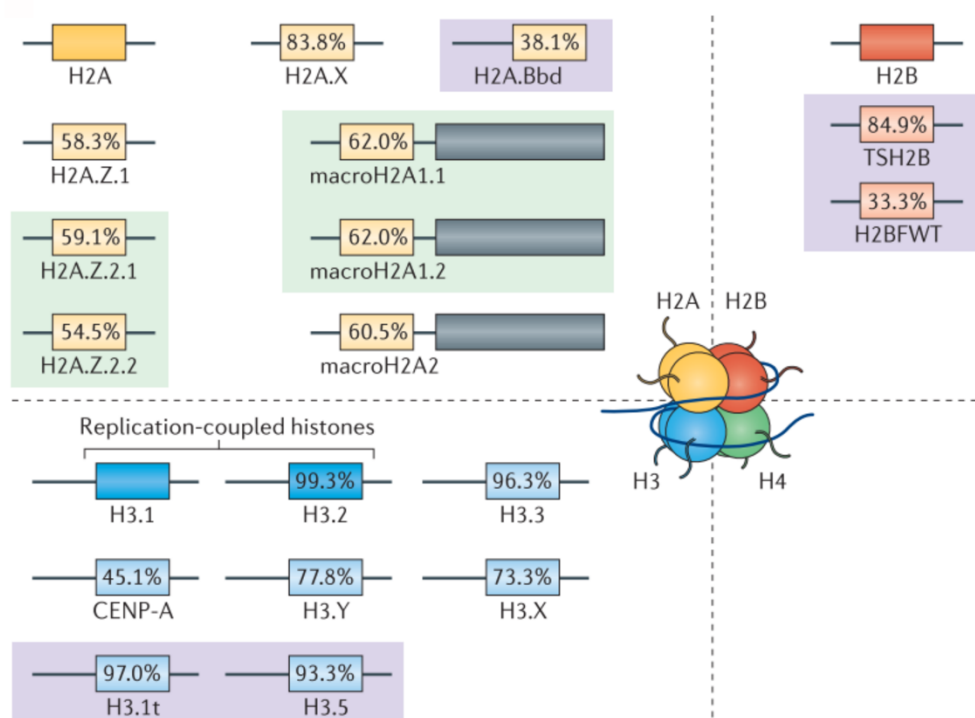 83.8%
38.1%
H2A
H2A.X
H2A.Bbd
H2B
58.3%
62.0%
84.9%
H2A.Z.1
macroH2A1.1
TSH2B
59.1%
62.0%
33.3%
H2A.Z.2.1
macroH2A1.2
H2BFWT
54.5%
60.5%
H2A.Z.2.2
macroH2A2
H2A
H2B
H3
H4
Replication-coupled histones
99.3%
96.3%
H3.1
H3.2
H3.3
45.1%
77.8%
73.3%
CENP-A
H3.Y
H3.X
97.0%
93.3%
H3.1t
H3.5